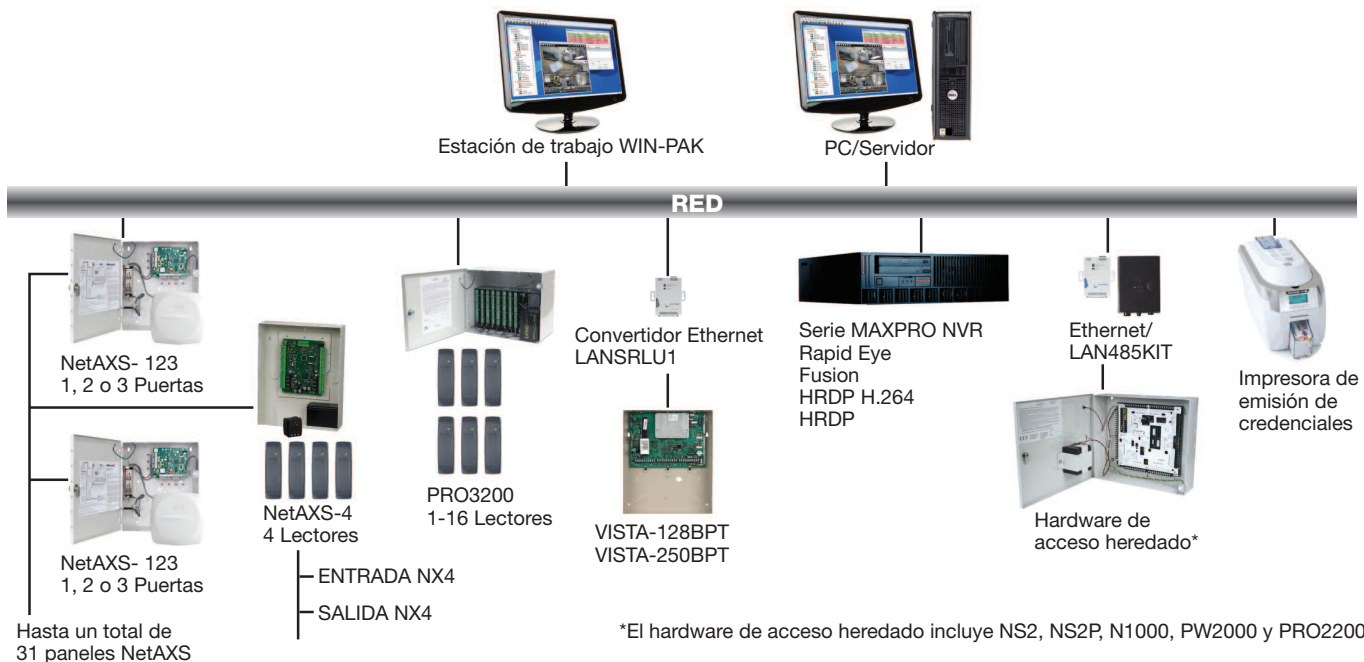 Estación de trabajo WIN-PAK
PC/Servidor
RED
NetAXS- 123
1, 2 o 3 Puertas
NetAXS- 123
1, 2 o 3 Puertas
Hasta un total de
31 paneles NetAXS
NetAXS-4
4 Lectores
ENTRADA NX4
SALIDA NX4
PRO3200
1-16 Lectores
Convertidor Ethernet
LANSRLU1
VISTA-128BPT
VISTA-250BPT
Serie MAXPRO NVR
Rapid Eye
Fusion
HRDP H.264
HRDP
Ethernet/
LAN485KIT
Hardware de
acceso heredado*
Impresora de
emisión de
credenciales
*El hardware de acceso heredado incluye NS2, NS2P, N1000, PW2000 y PRO2200